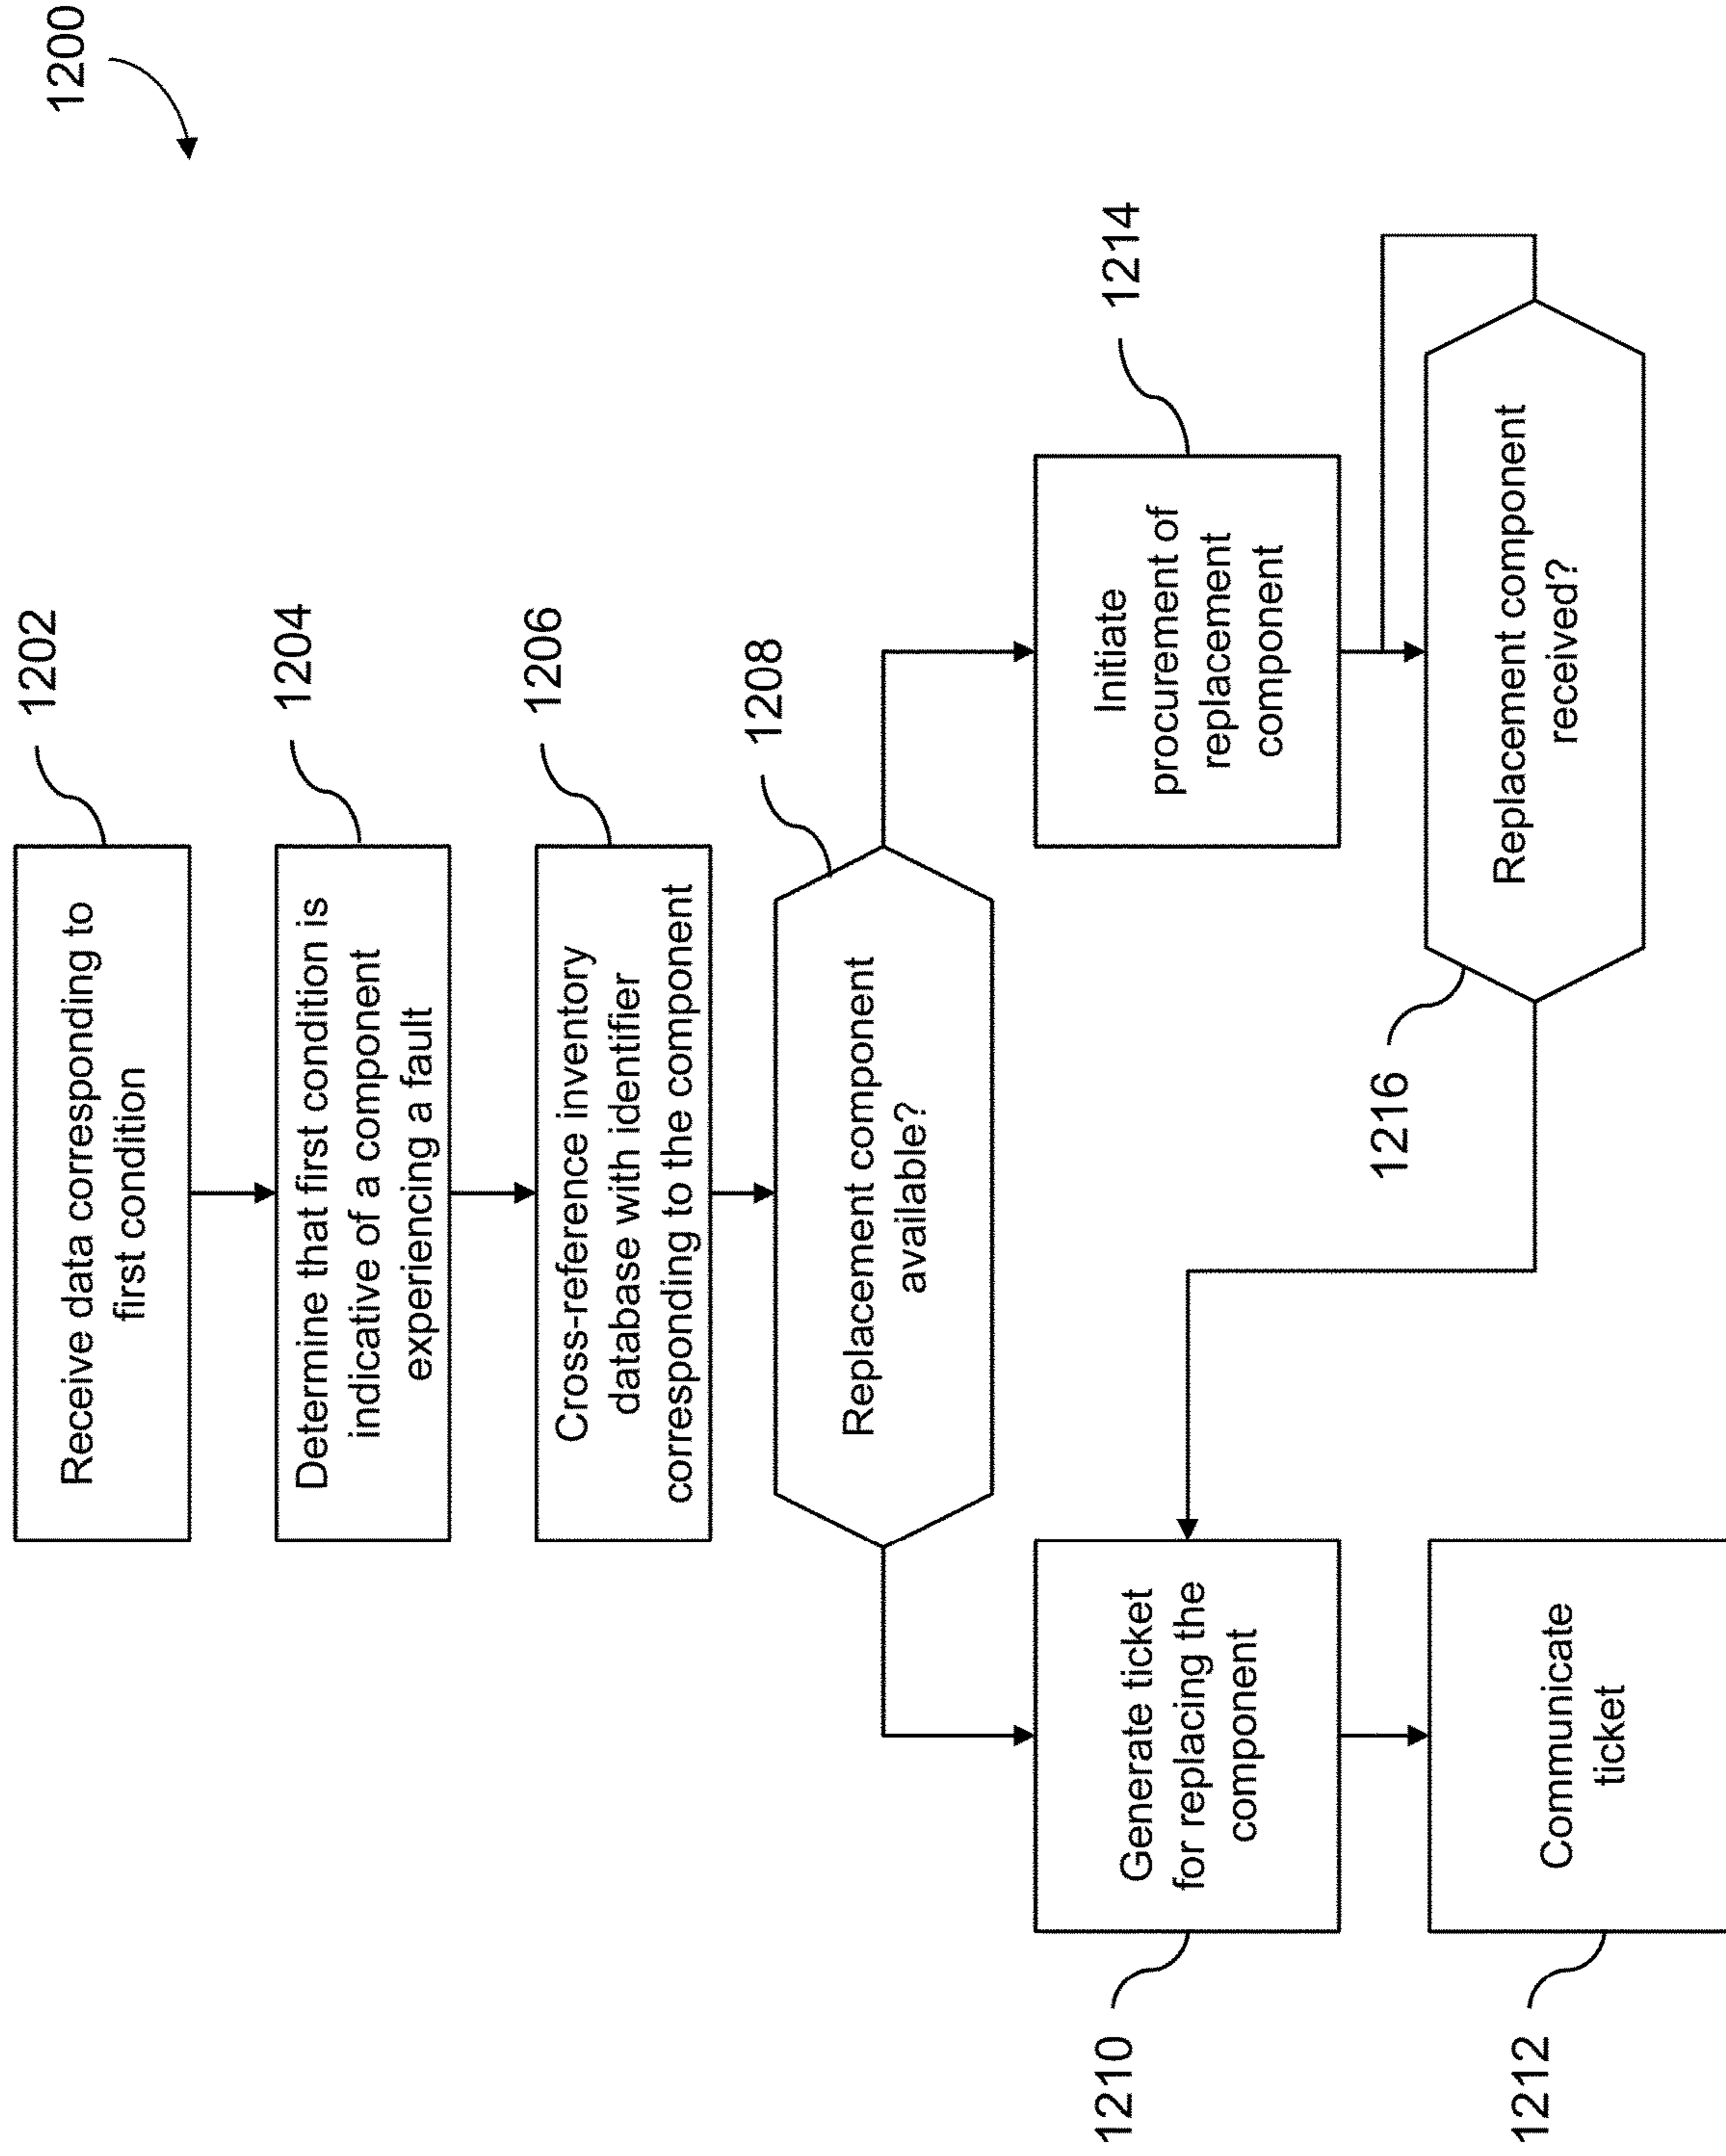 1200
1202
Receive data corresponding to
first condition
1204
Determine that first condition is
indicative of a component
experiencing a fault
1206
Cross-reference inventory
database with identifier
corresponding to the component
1208
Replacement component
available?
1210
Generate ticket
for replacing the
component
1214
Initiate
procurement of
replacement
component
1212
Communicate
ticket
1216
Replacement component
received?